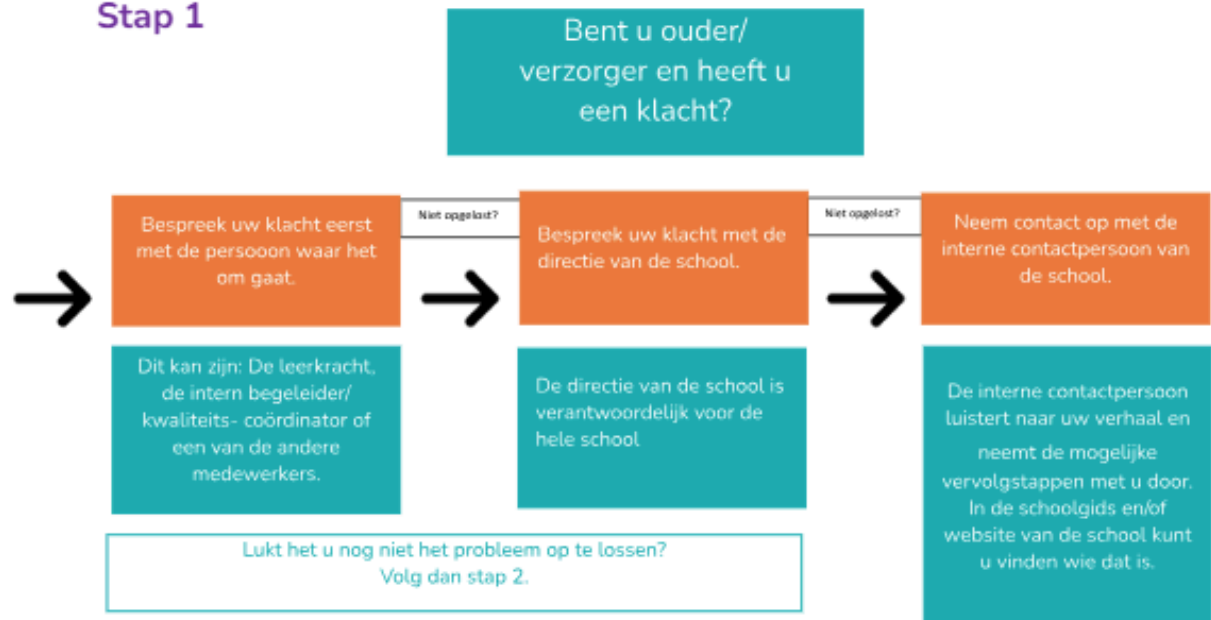 Stap 1
Bent u ouder/
verzorger en heeft u
een klacht?
Bespreek uw klacht eerst
met de persooon waar het
om gaat.
Niet opgelost?
Bespreek uw klacht met de
directie van de school.
Niet opgelost?
Neem contact op met de
interne contactpersoon van
de school.
Dit kan zijn: De leerkracht,
de intern begeleider/
kwaliteits- coördinator of
een van de andere
medewerkers.
De directie van de school is
verantwoordelijk voor de
hele school
De interne contactpersoon
luistert naar uw verhaal en
neemt de mogelijke
vervolgstappen met u door.
In de schoolgids en/of
website van de school kunt
u vinden wie dat is.
Lukt het u nog niet het probleem op te lossen?
Volg dan stap 2.